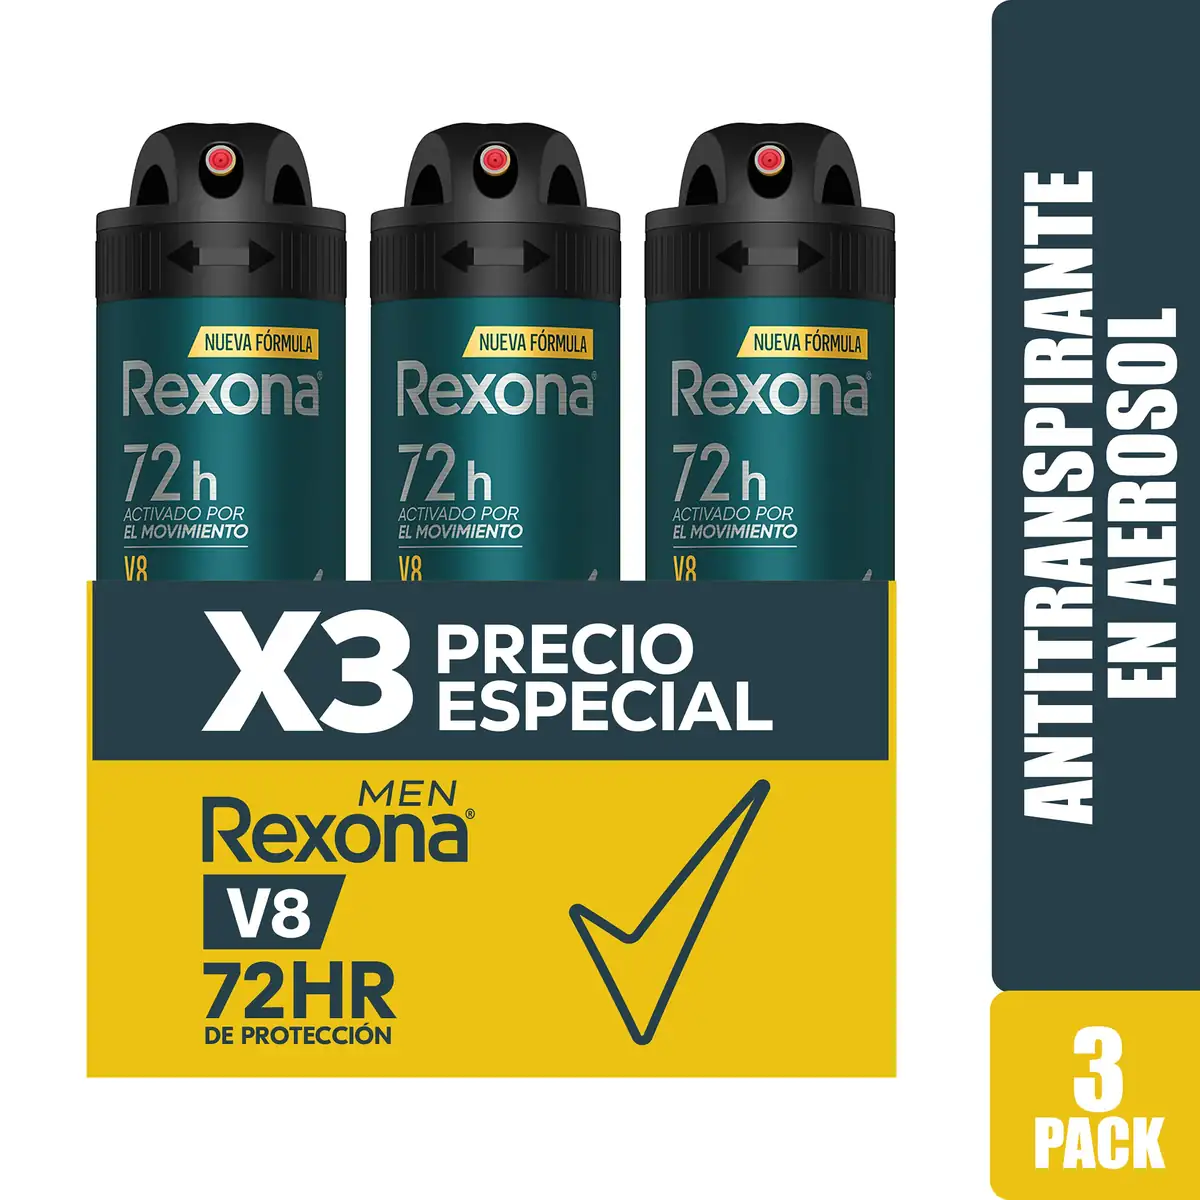 NUEVA FÓRMULA
Rexona®
72h
ACTIVADO POR
EL MOVIMIENTO
V8
NUEVA FÓRMULA
Rexona®
72h
ACTIVADO POR
EL MOVIMIENTO
V8
NUEVA FÓRMULA
Rexona®
72h
ACTIVADO POR
EL MOVIMIENTO
V8
X3 PRECIO
ESPECIAL
MEN
Rexona®
V8
72HR
DE PROTECCIÓN
ANTITRANSPIRANTE
EN AEROSOL
3
PACK